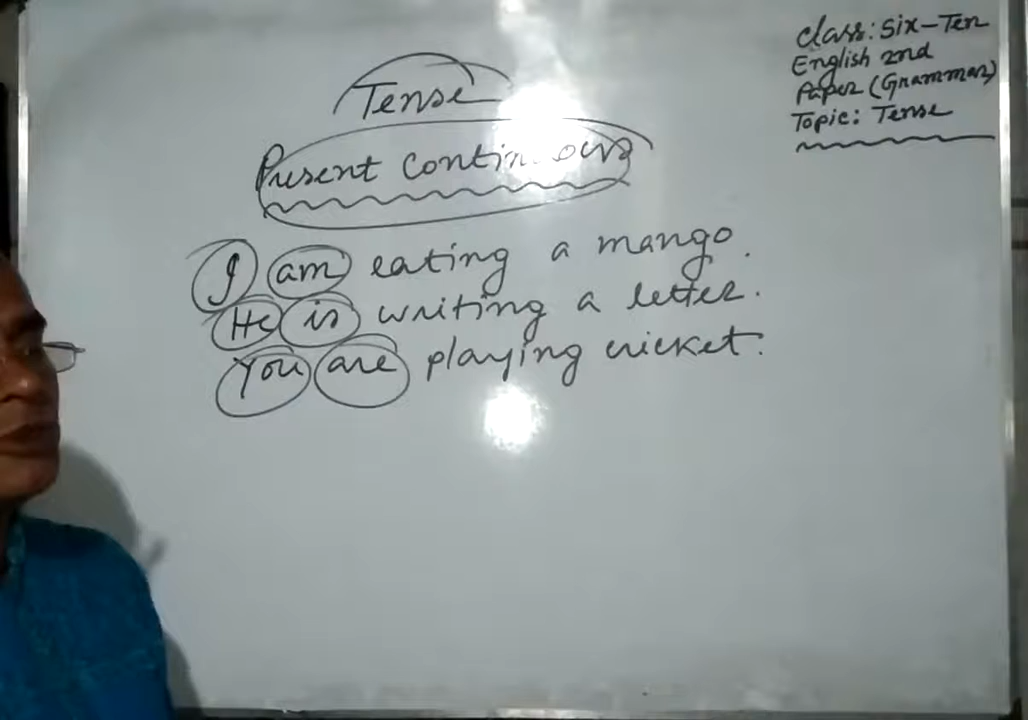 Tense
Present Continuous
I am eating a mango.
He is writing a letter.
You are playing cricket.
Class: Six-Ten
English 2nd
Paper (Grammar)
Topic: Tense